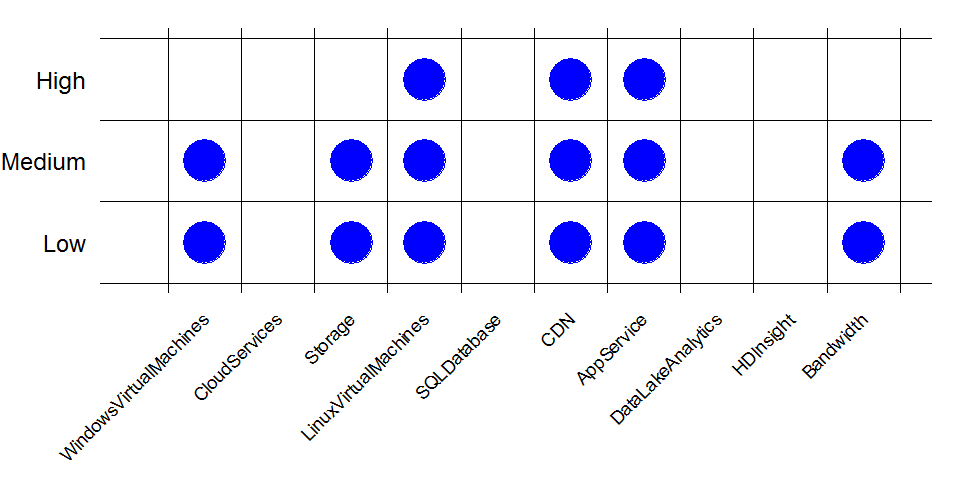 High
Medium
Low
WindowsVirtualMachines
CloudServices
Storage
LinuxVirtualMachines
SQLDatabase
CDN
AppService
DataLakeAnalytics
HDInsight
Bandwidth